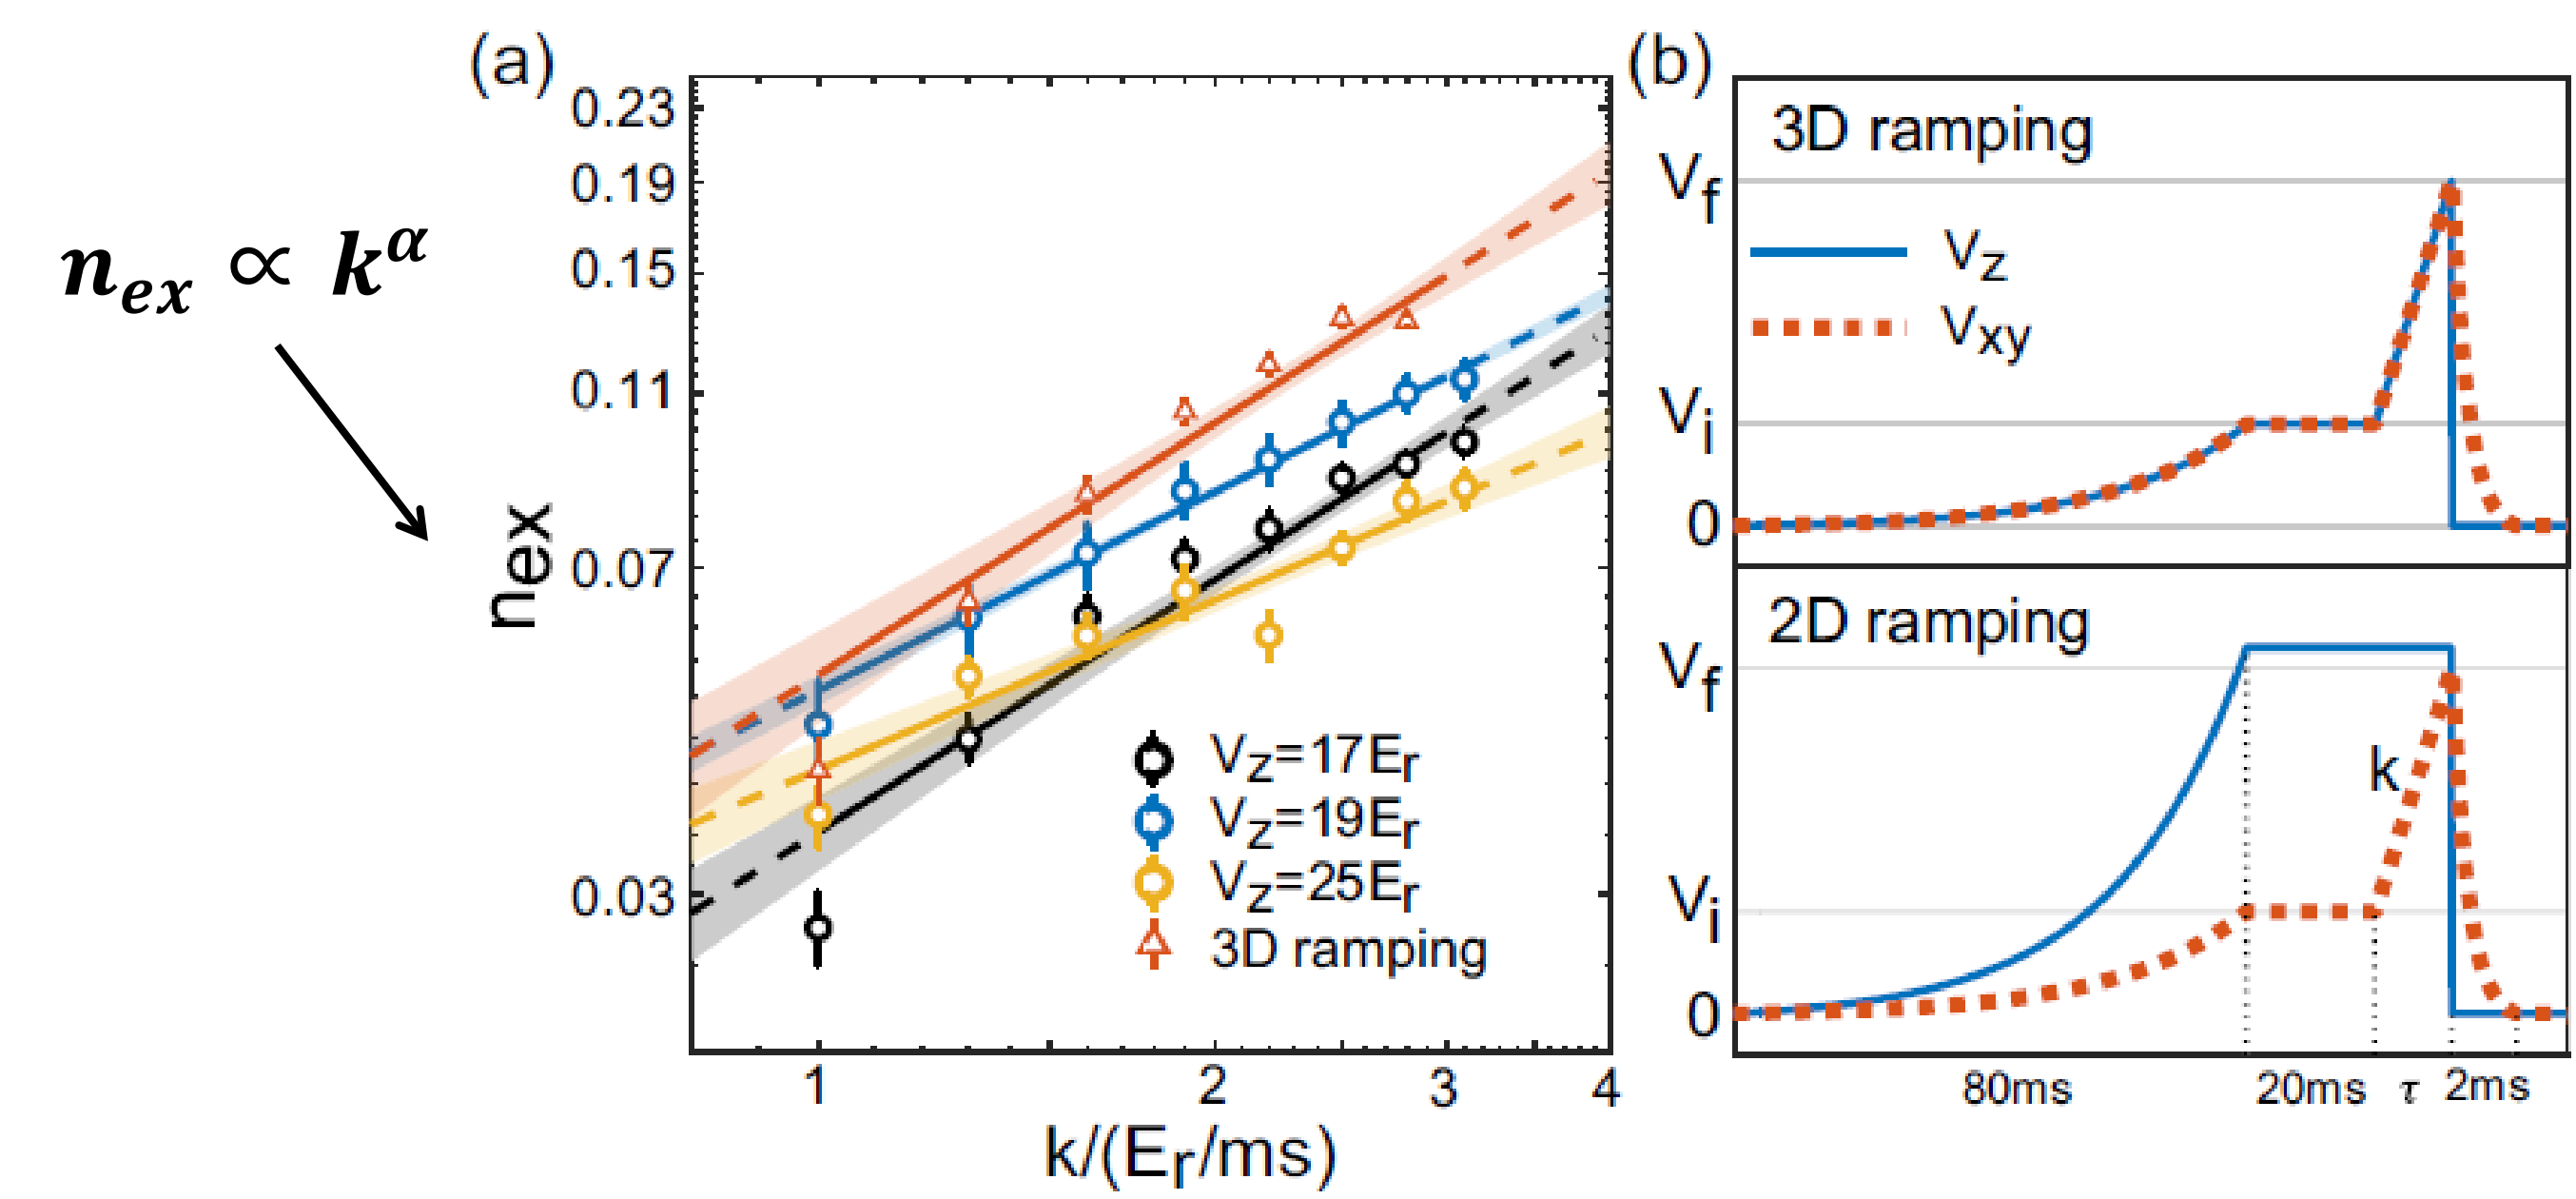 n_ex ∝ k^α
(a)
0.23
0.19
0.15
0.11
0.07
0.03
n_ex
V_z=17E_r
V_z=19E_r
V_z=25E_r
3D ramping
1 2 3 4
k/(E_r/ms)
(b)
3D ramping
V_f
V_z
V_xy
V_i
0
2D ramping
V_f
k
V_i
0
80ms 20ms τ 2ms